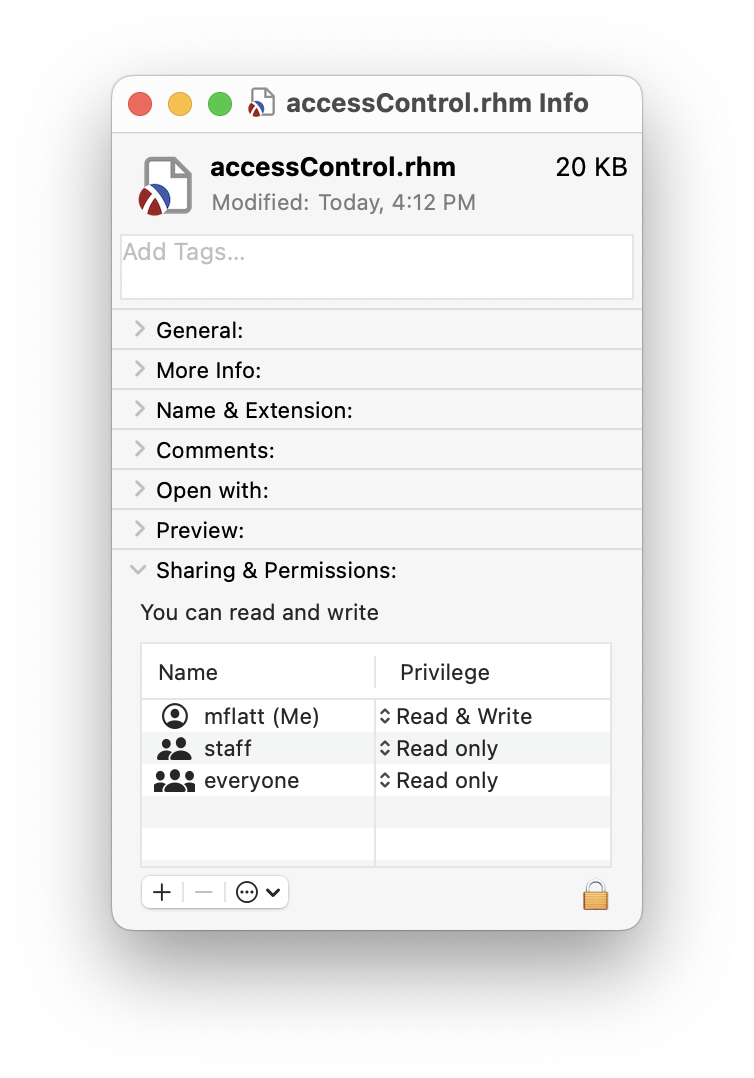 accessControl.rhm Info
accessControl.rhm 20 KB
Modified: Today, 4:12 PM
Add Tags...
General:
More Info:
Name & Extension:
Comments:
Open with:
Preview:
Sharing & Permissions:
You can read and write
Name Privilege
mflatt (Me) Read & Write
staff Read only
everyone Read only